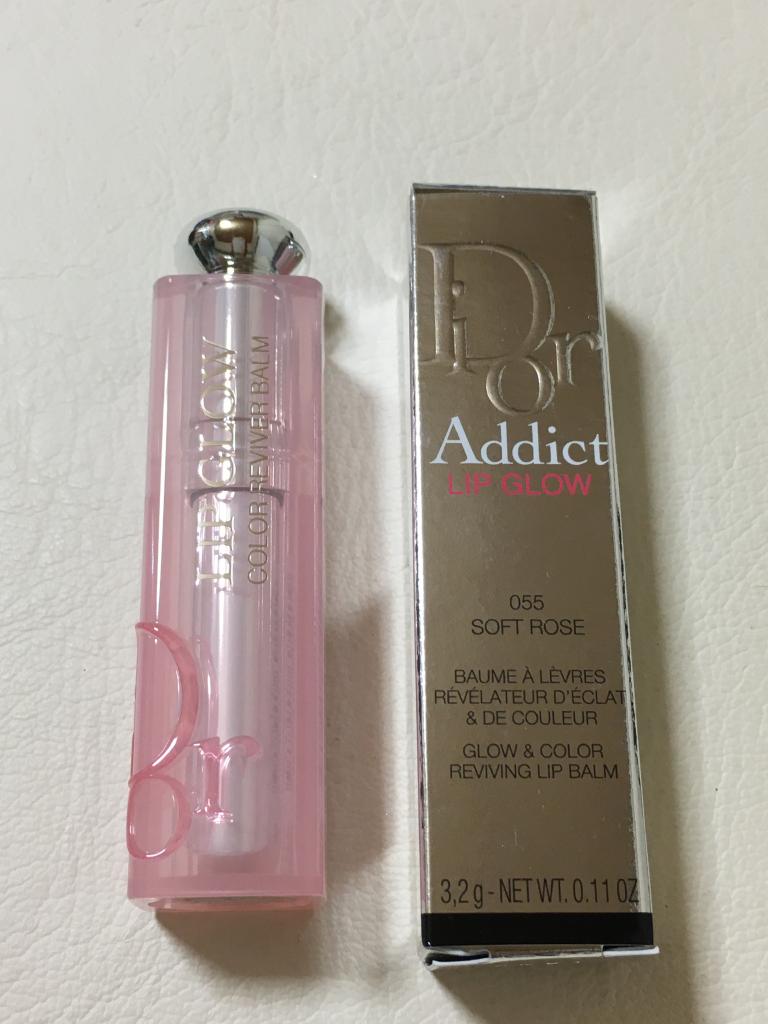 LIP GLOW
COLOR REVIVER BALM
Dior
Dior
Addict
LIP GLOW
055
SOFT ROSE
BAUME À LÈVRES
RÉVÉLATEUR D'ÉCLAT
& DE COULEUR
GLOW & COLOR
REVIVING LIP BALM
3,2 g - NET WT. 0.11 OZ